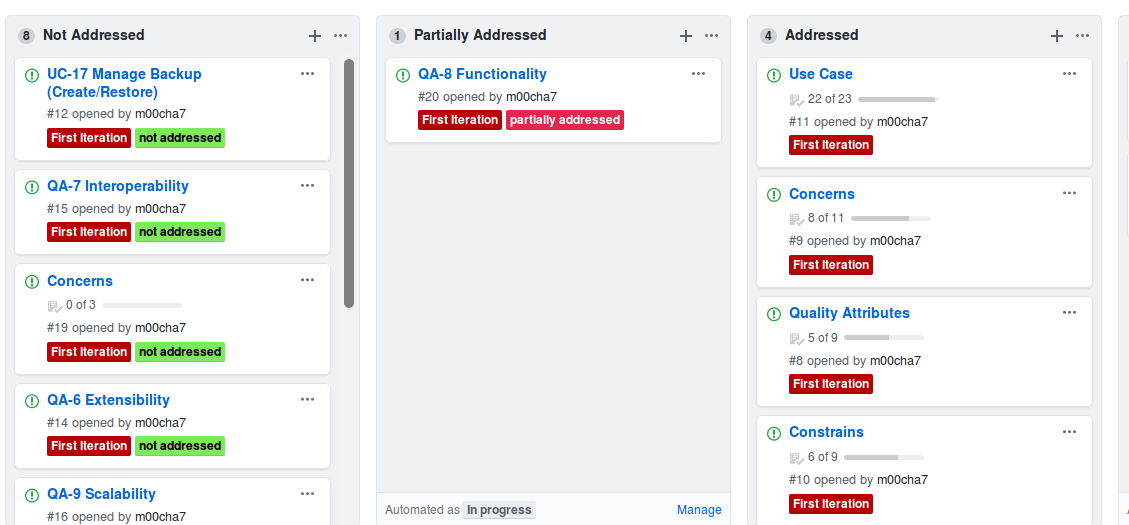 8 Not Addressed
UC-17 Manage Backup
(Create/Restore)
#12 opened by m00cha7
First Iteration not addressed
QA-7 Interoperability
#15 opened by m00cha7
First Iteration not addressed
Concerns
0 of 3
#19 opened by m00cha7
First Iteration not addressed
QA-6 Extensibility
#14 opened by m00cha7
First Iteration not addressed
QA-9 Scalability
#16 opened by m00cha7
1 Partially Addressed
QA-8 Functionality
#20 opened by m00cha7
First Iteration partially addressed
Automated as In progress Manage
4 Addressed
Use Case
22 of 23
#11 opened by m00cha7
First Iteration
Concerns
8 of 11
#9 opened by m00cha7
First Iteration
Quality Attributes
5 of 9
#8 opened by m00cha7
First Iteration
Constrains
6 of 9
#10 opened by m00cha7
First Iteration